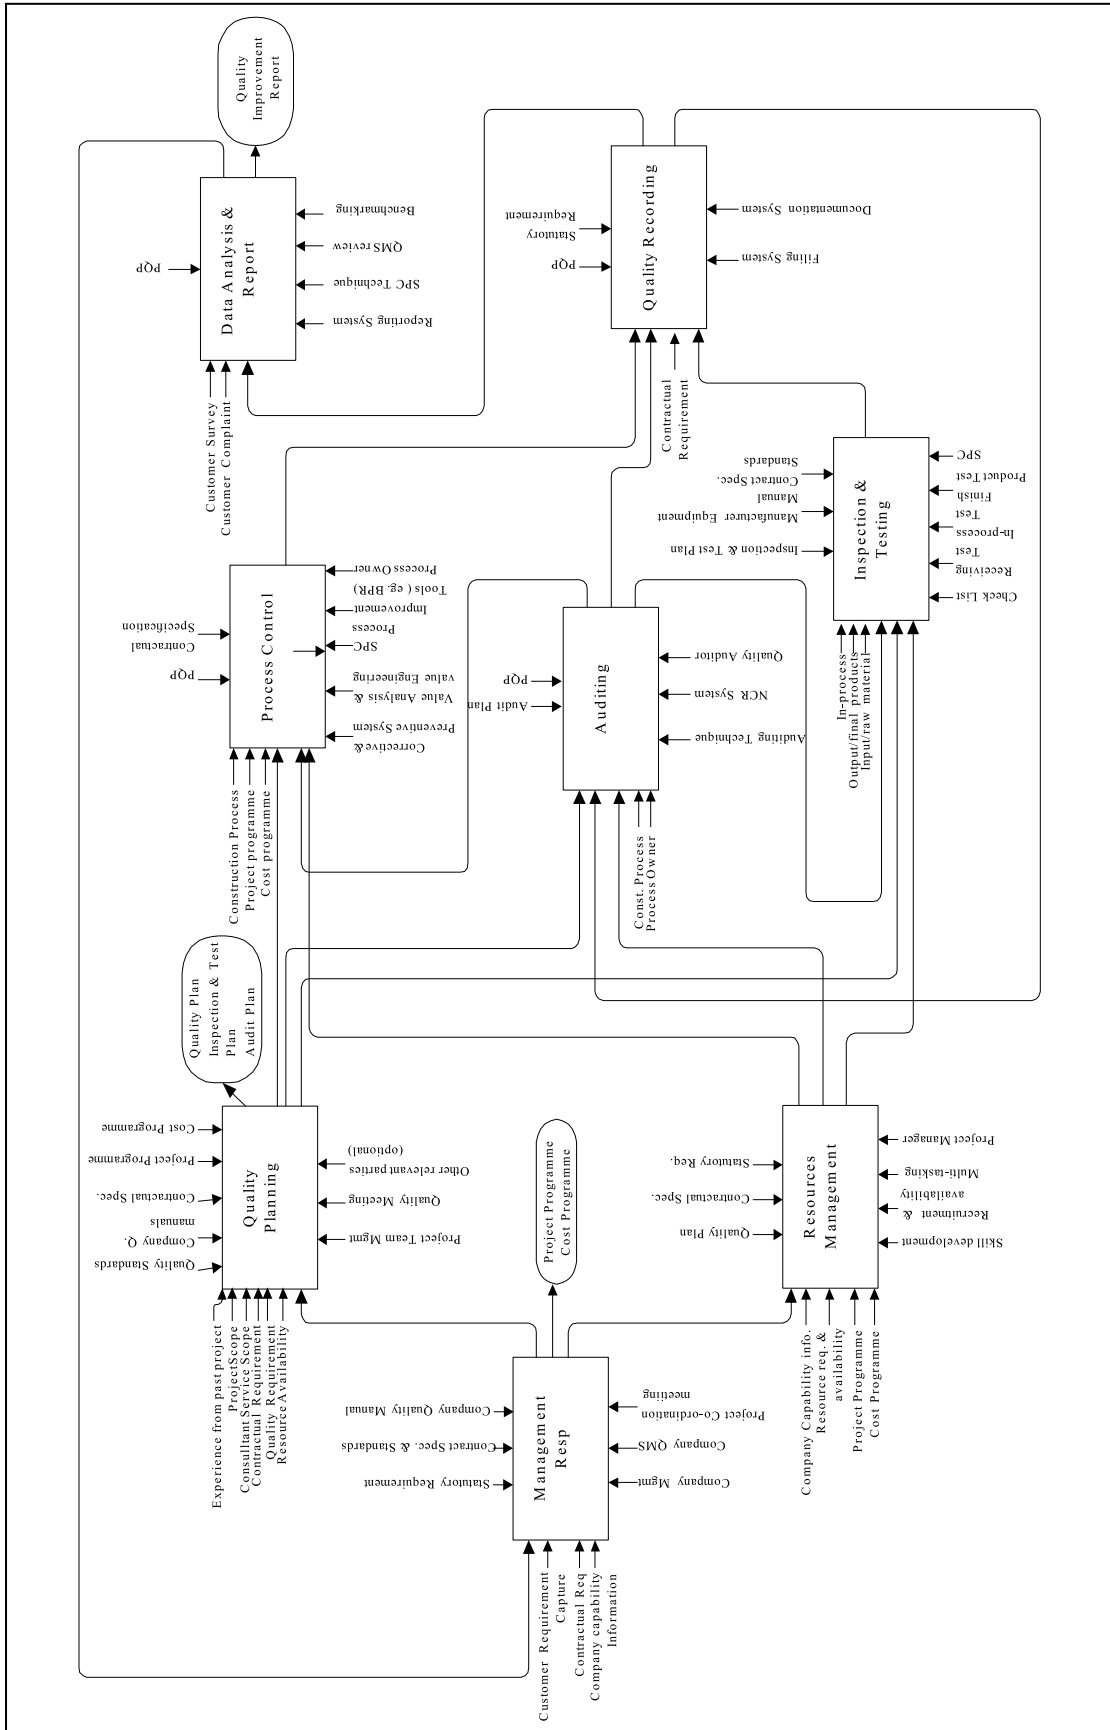 Quality
Improvement
Report
Data Analysis &
Report
PQP
Benchmarking
QMS review
SPC Technique
Reporting System
Customer Survey
Customer Complaint
Quality Recording
Statutory
Requirement
PQP
Documentation System
Filing System
Contractual
Requirement
Process Control
Contractual
Specification
PQP
Process Owner
Process
Improvement
Tools ( eg. BPR)
SPC
Value Analysis &
value Engineering
Corrective &
Preventive System
Construction Process
Project programme
Cost programme
Auditing
PQP
Audit Plan
Quality Auditor
NCR System
Auditing Technique
Const. Process
Process Owner
Inspection &
Testing
Contract Spec.
Standards
Manufacturer Equipment
Manual
Inspection & Test Plan
SPC
Finish
Product Test
In-process
Test
Receiving
Test
Check List
In-process
Output/final products
Input/raw material
Quality Plan
Inspection & Test
Plan
Audit Plan
Quality
Planning
Cost Programme
Project Programme
Contractual Spec.
Company Q.
manuals
Quality Standards
Other relevant parties
(optional)
Quality Meeting
Project Team Mgmt
Experience from past project
ProjectScope
Consultant Service Scope
Contractual Requirement
Quality Requirement
Resource Availability
Project Programme
Cost Programme
Resources
Management
Statutory Req.
Contractual Spec.
Quality Plan
Project Manager
Multi-tasking
Recruitment &
availability
Skill development
Company Capability info.
Resource req. &
availability
Project Programme
Cost Programme
Management
Resp
Company Quality Manual
Contract Spec. & Standards
Statutory Requirement
Project Co-ordination
meeiting
Company QMS
Company Mgmt
Customer Requirement
Capture
Contractual Req
Company capability
Information